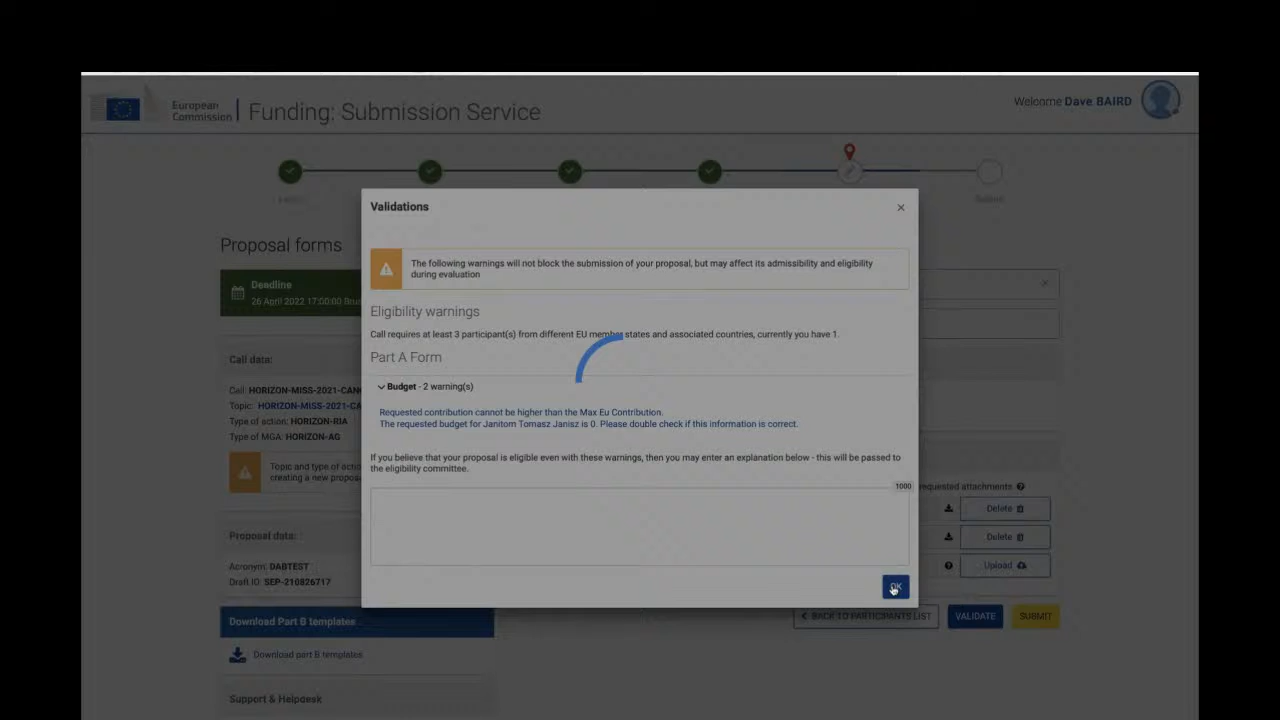 European
Commission
Funding: Submission Service
Welcome Dave BAIRD
Submit
Proposal forms
Deadline
26 April 2022 17:00:00 Brus
Call data:
Call: HORIZON-MISS-2021-CAN
Topic: HORIZON-MISS-2021-CA
Type of action: HORIZON-RIA
Type of MGA: HORIZON-AG
Topic and type of actio
creating a new proposa
Proposal data:
Acronym: DABTEST
Draft ID: SEP-210826717
Download Part B templates
Download part B templates
Support & Helpdesk
Validations
×
The following warnings will not block the submission of your proposal, but may affect its admissibility and eligibility
during evaluation
Eligibility warnings
Call requires at least 3 participant(s) from different EU member states and associated countries, currently you have 1.
Part A Form
Budget - 2 warning(s)
Requested contribution cannot be higher than the Max Eu Contribution.
The requested budget for Janitom Tomasz Janisz is 0. Please double check if this information is correct.
If you believe that your proposal is eligible even with these warnings, then you may enter an explanation below - this will be passed to
the eligibility committee.
1000
OK
requested attachments
Delete
Delete
Upload
BACK TO PARTICIPANTS LIST
VALIDATE
SUBMIT